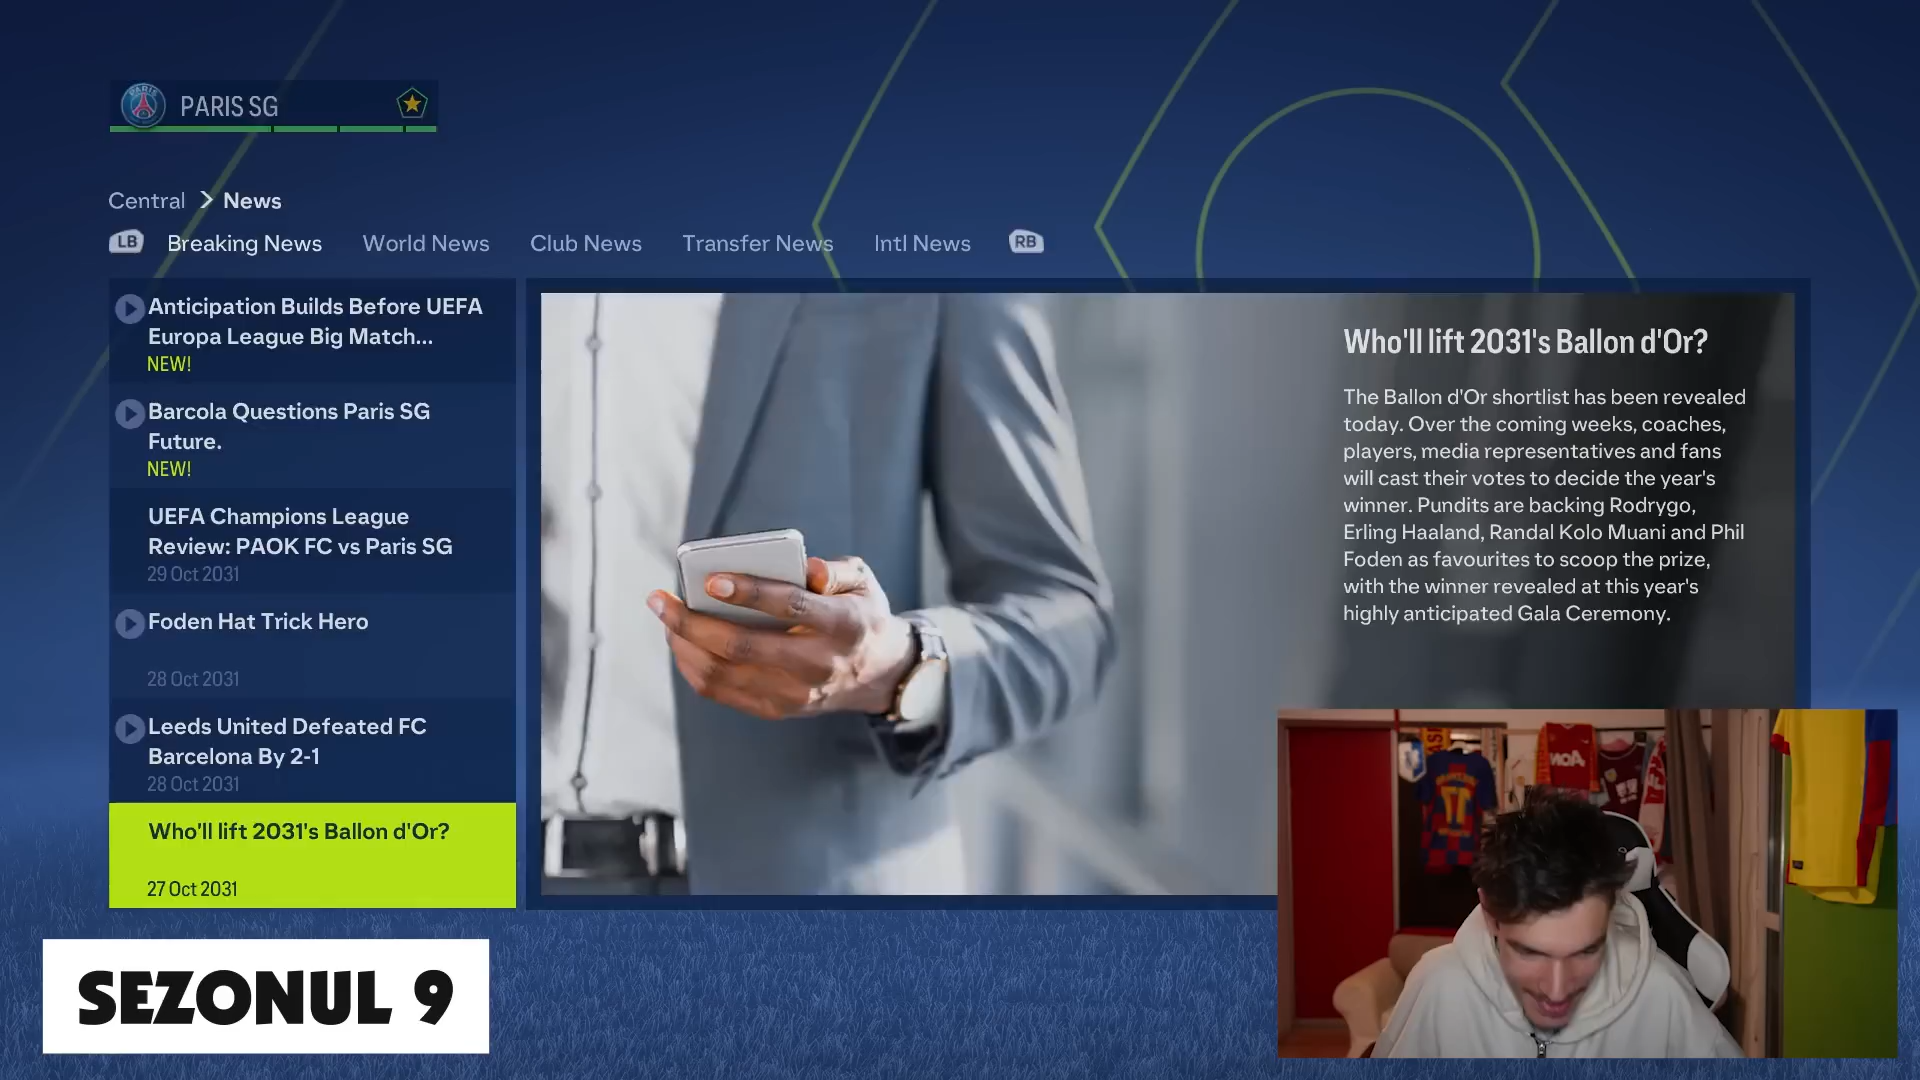 PARIS SG
Central > News
LB Breaking News World News Club News Transfer News Intl News RB
Anticipation Builds Before UEFA
Europa League Big Match...
NEW!
Barcola Questions Paris SG
Future.
NEW!
UEFA Champions League
Review: PAOK FC vs Paris SG
29 Oct 2031
Foden Hat Trick Hero
28 Oct 2031
Leeds United Defeated FC
Barcelona By 2-1
28 Oct 2031
Who'll lift 2031's Ballon d'Or?
27 Oct 2031
Who'll lift 2031's Ballon d'Or?
The Ballon d'Or shortlist has been revealed
today. Over the coming weeks, coaches,
players, media representatives and fans
will cast their votes to decide the year's
winner. Pundits are backing Rodrygo,
Erling Haaland, Randal Kolo Muani and Phil
Foden as favourites to scoop the prize,
with the winner revealed at this year's
highly anticipated Gala Ceremony.
SEZONUL 9